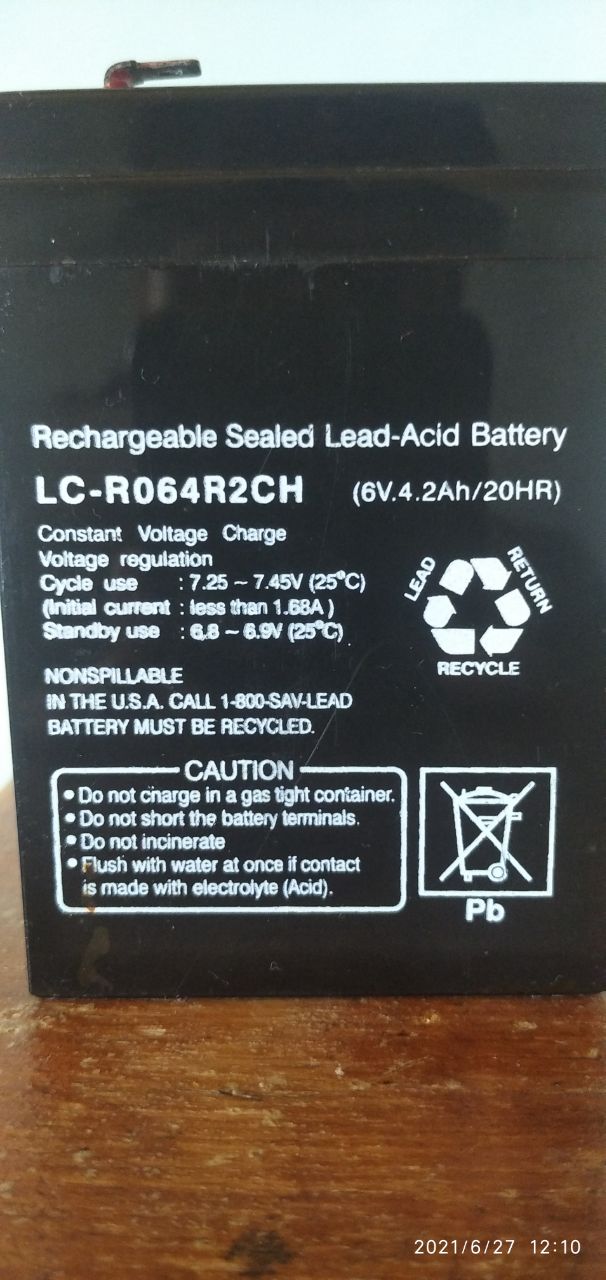 Rechargeable Sealed Lead-Acid Battery
LC-R064R2CH (6V.4.2Ah/20HR)
Constant Voltage Charge
Voltage regulation
Cycle use : 7.25 ~ 7.45V (25°C)
(Initial current : less than 1.68A)
Standby use : 6.8 ~ 6.9V (25°C)
LEAD
RETURN
RECYCLE
NONSPILLABLE
IN THE U.S.A. CALL 1-800-SAV-LEAD
BATTERY MUST BE RECYCLED.
CAUTION
• Do not charge in a gas tight container.
• Do not short the battery terminals.
• Do not incinerate
• Flush with water at once if contact
is made with electrolyte (Acid).
Pb
2021/6/27 12:10